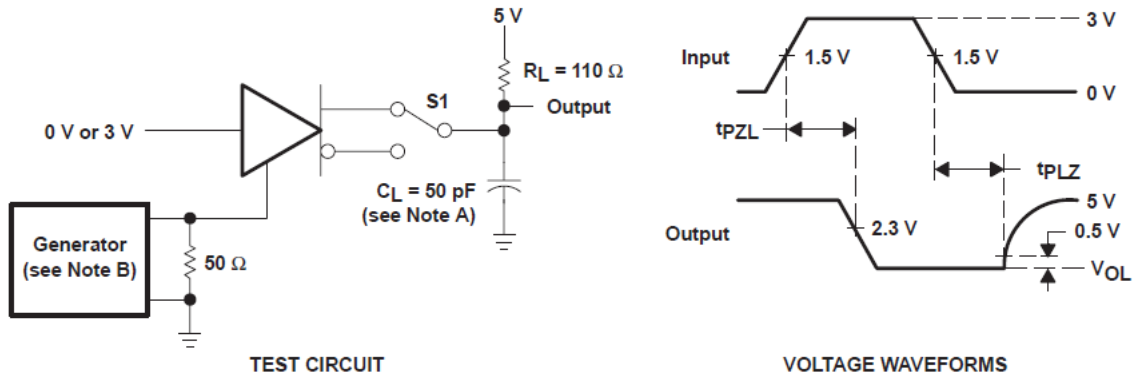 5 V
R_L = 110 Ω
S1
Output
0 V or 3 V
C_L = 50 pF
(see Note A)
Generator
(see Note B)
50 Ω
TEST CIRCUIT
3 V
Input
1.5 V
1.5 V
0 V
t_PZL
t_PLZ
5 V
Output
2.3 V
0.5 V
V_OL
VOLTAGE WAVEFORMS